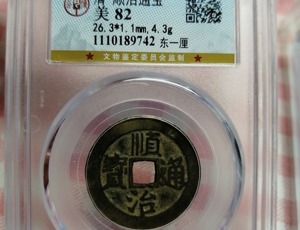 清 顺治通宝
美 82
26.3*1.1mm,4.3g
1110189742 东一厘
★ ★ ★ ★ ★
文物鉴定委员会监制
順
寳 通
治